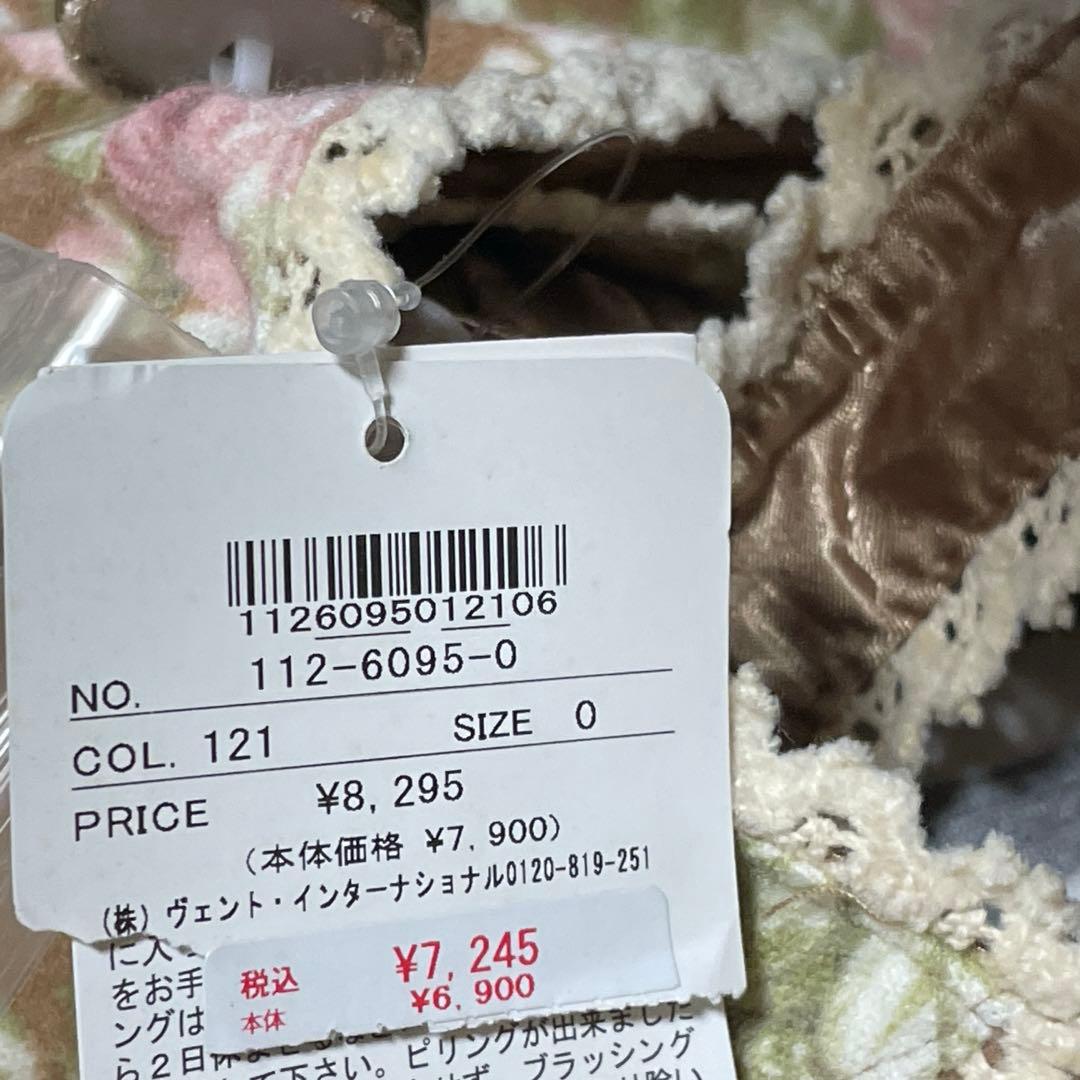 1126095012106
NO. 112-6095-0
COL. 121 SIZE 0
PRICE ¥8,295
(本体価格 ¥7,900)
(株) ヴェント・インターナショナル0120-819-251
税込 ¥7,245
本体 ¥6,900
に入
をお手
ングは
ら2日休
下さい。ピリングが出来ました
ブラッシング